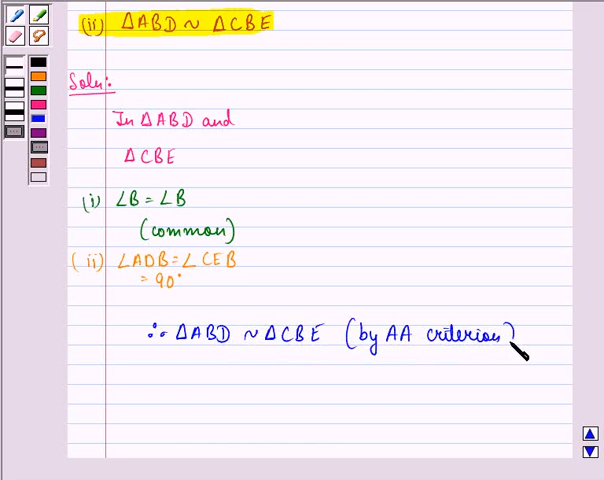 (ii) ΔABD ~ ΔCBE
Soln:
In ΔABD and
ΔCBE
(i) ∠B = ∠B
(common)
(ii) ∠ADB = ∠CEB
= 90°
∴ ΔABD ~ ΔCBE (by AA criterion)